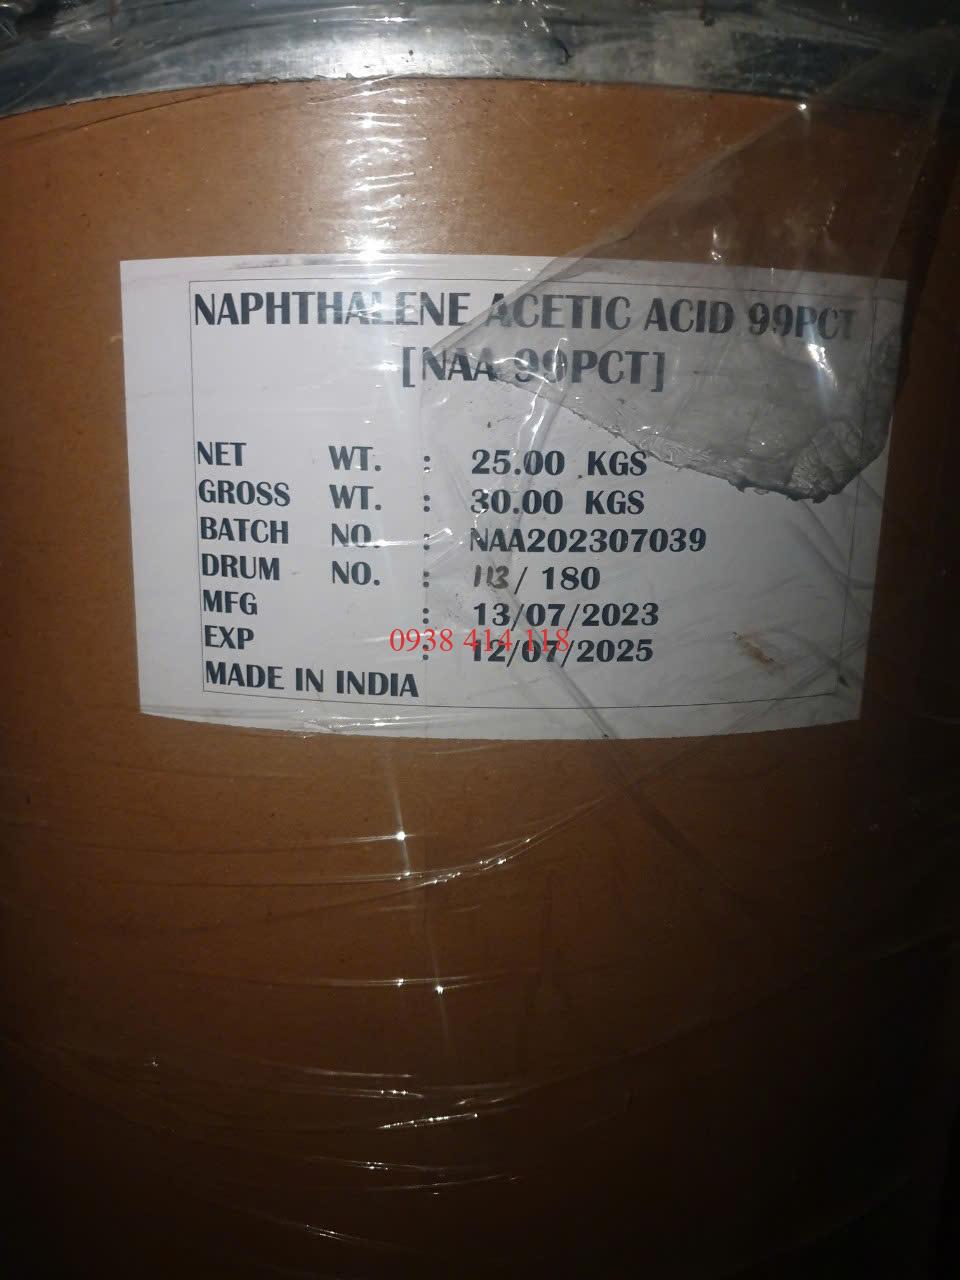 NAPHTHALENE ACETIC ACID 99PCT
[NAA 99PCT]
NET WT. : 25.00 KGS
GROSS WT. : 30.00 KGS
BATCH NO. : NAA202307039
DRUM NO. : 113 / 180
MFG : 13/07/2023
EXP : 12/07/2025
0938 414 118
MADE IN INDIA